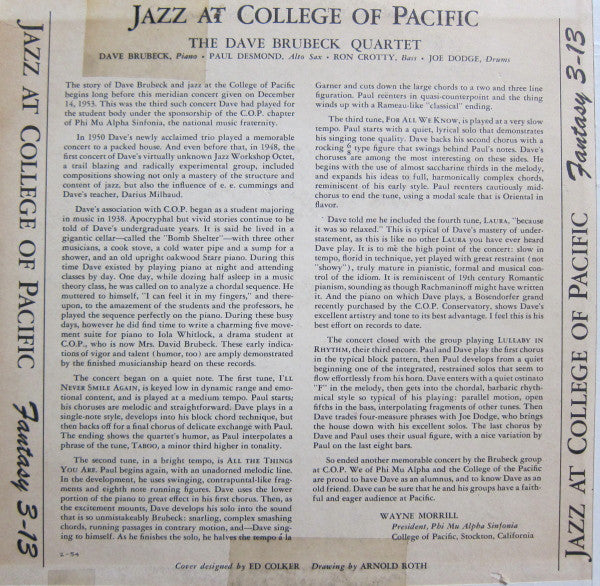 JAZZ AT COLLEGE OF PACIFIC
THE DAVE BRUBECK QUARTET
DAVE BRUBECK, Piano • PAUL DESMOND, Alto Sax • RON CROTTY, Bass • JOE DODGE, Drums
The story of Dave Brubeck and jazz at the College of Pacific
begins long before this meridian concert given on December
14, 1953. This was the third such concert Dave had played for
the student body under the sponsorship of the C.O.P. chapter
of Phi Mu Alpha Sinfonia, the national music fraternity.
In 1950 Dave's newly acclaimed trio played a memorable
concert to a packed house. And even before that, in 1948, the
first concert of Dave's virtually unknown Jazz Workshop Octet,
a trail blazing and radically experimental group, included
compositions showing not only a mastery of the structure and
content of jazz, but also the influence of e. e. cummings and
Dave's teacher, Darius Milhaud.
Dave's association with C.O.P. began as a student majoring
in music in 1938. Apocryphal but vivid stories continue to be
told of Dave's undergraduate years. It is said he lived in a
gigantic cellar—called the "Bomb Shelter"—with three other
musicians, a cook stove, a cold water pipe and a sump for a
shower, and an old upright oakwood Starr piano. During this
time Dave existed by playing piano at night and attending
classes by day. One day, while dozing half asleep in a music
theory class, he was called on to analyze a chordal sequence. He
muttered to himself, "I can feel it in my fingers," and there-
upon, to the amazement of the students and the professors, he
played the sequence perfectly on the piano. During these busy
days, however he did find time to write a charming five move-
ment suite for piano to Iola Whitlock, a drama student at
C.O.P., who is now Mrs. David Brubeck. These early indica-
tions of vigor and talent (humor, too) are amply demonstrated
by the finished musicianship heard on these records.
The concert began on a quiet note. The first tune, I'LL
NEVER SMILE AGAIN, is keyed low in dynamic range and emo-
tional content, and is played at a medium tempo. Paul starts;
his choruses are melodic and straightforward. Dave plays in a
single-note style, develops into his block chord technique, but
then backs off for a final chorus of delicate exchange with Paul.
The ending shows the quartet's humor, as Paul interpolates a
phrase of the tune, TABOO, a minor third higher in tonality.
The second tune, in a bright tempo, is ALL THE THINGS
YOU ARE. Paul begins again, with an unadorned melodic line.
In the development, he uses swinging, contrapuntal-like frag-
ments and eighth note running figures. Dave uses the lower
portion of the piano to great effect in his first chorus. Then, as
the excitement mounts, Dave develops his solo into the sound
that is so unmistakeably Brubeck: snarling, complex smashing
chords, running passages in contrary motion, and—Dave sing-
ing to himself. As he finishes the solo, he halves the tempo á la
Garner and cuts down the large chords to a two and three line
figuration. Paul reenters in quasi-counterpoint and the thing
winds up with a Rameau-like "classical" ending.
The third tune, FOR ALL WE KNOW, is played at a very slow
tempo. Paul starts with a quiet, lyrical solo that demonstrates
his singing tone quality. Dave backs his second chorus with a
rocking 6/8 type figure that swings behind Paul's notes. Dave's
choruses are among the most interesting on these sides. He
begins with the use of almost saccharine thirds in the melody,
and expands his ideas to full, harmonically complex chords,
reminiscent of his early style. Paul reenters cautiously mid-
chorus to end the tune, using a modal scale that is Oriental in
flavor.
Dave told me he included the fourth tune, LAURA, "because
it was so relaxed." This is typical of Dave's mastery of under-
statement, as this is like no other LAURA you have ever heard
Dave play. It is to me the high point of the concert: slow in
tempo, florid in technique, yet played with great restraint (not
"showy"), truly mature in pianistic, formal and musical con-
trol of the idiom. It is reminiscent of 19th century Romantic
pianism, sounding as though Rachmaninoff might have written
it. And the piano on which Dave plays, a Bosendorfer grand
recently purchased by the C.O.P. Conservatory, shows Dave's
excellent artistry and tone to its best advantage. I feel this is his
best effort on records to date.
The concert closed with the group playing LULLABY IN
RHYTHM, their third encore. Paul and Dave play the first chorus
in the typical block pattern, then Paul develops from a quiet
beginning one of the integrated, restrained solos that seem to
flow effortlessly from his horn. Dave enters with a quiet ostinato
"F" in the melody, then gets into the chordal, barbaric rhyth-
mical style so typical of his playing: parallel motion, open
fifths in the bass, interpolating fragments of other tunes. Then
Dave trades four-measure phrases with Joe Dodge, who brings
the house down with his excellent solos. The last chorus by
Dave and Paul uses their usual figure, with a nice variation by
Paul on the last eight bars.
So ended another memorable concert by the Brubeck group
at C.O.P. We of Phi Mu Alpha and the College of the Pacific
are proud to have Dave as an alumnus, and to know Dave as an
old friend. Dave can be sure that he and his groups have a faith-
ful and eager audience at Pacific.
WAYNE MORRILL
President, Phi Mu Alpha Sinfonia
College of Pacific, Stockton, California
2-54
Cover designed by ED COLKER Drawing by ARNOLD ROTH
JAZZ AT COLLEGE OF PACIFIC Fantasy 3-13
JAZZ AT COLLEGE OF PACIFIC Fantasy 3-13